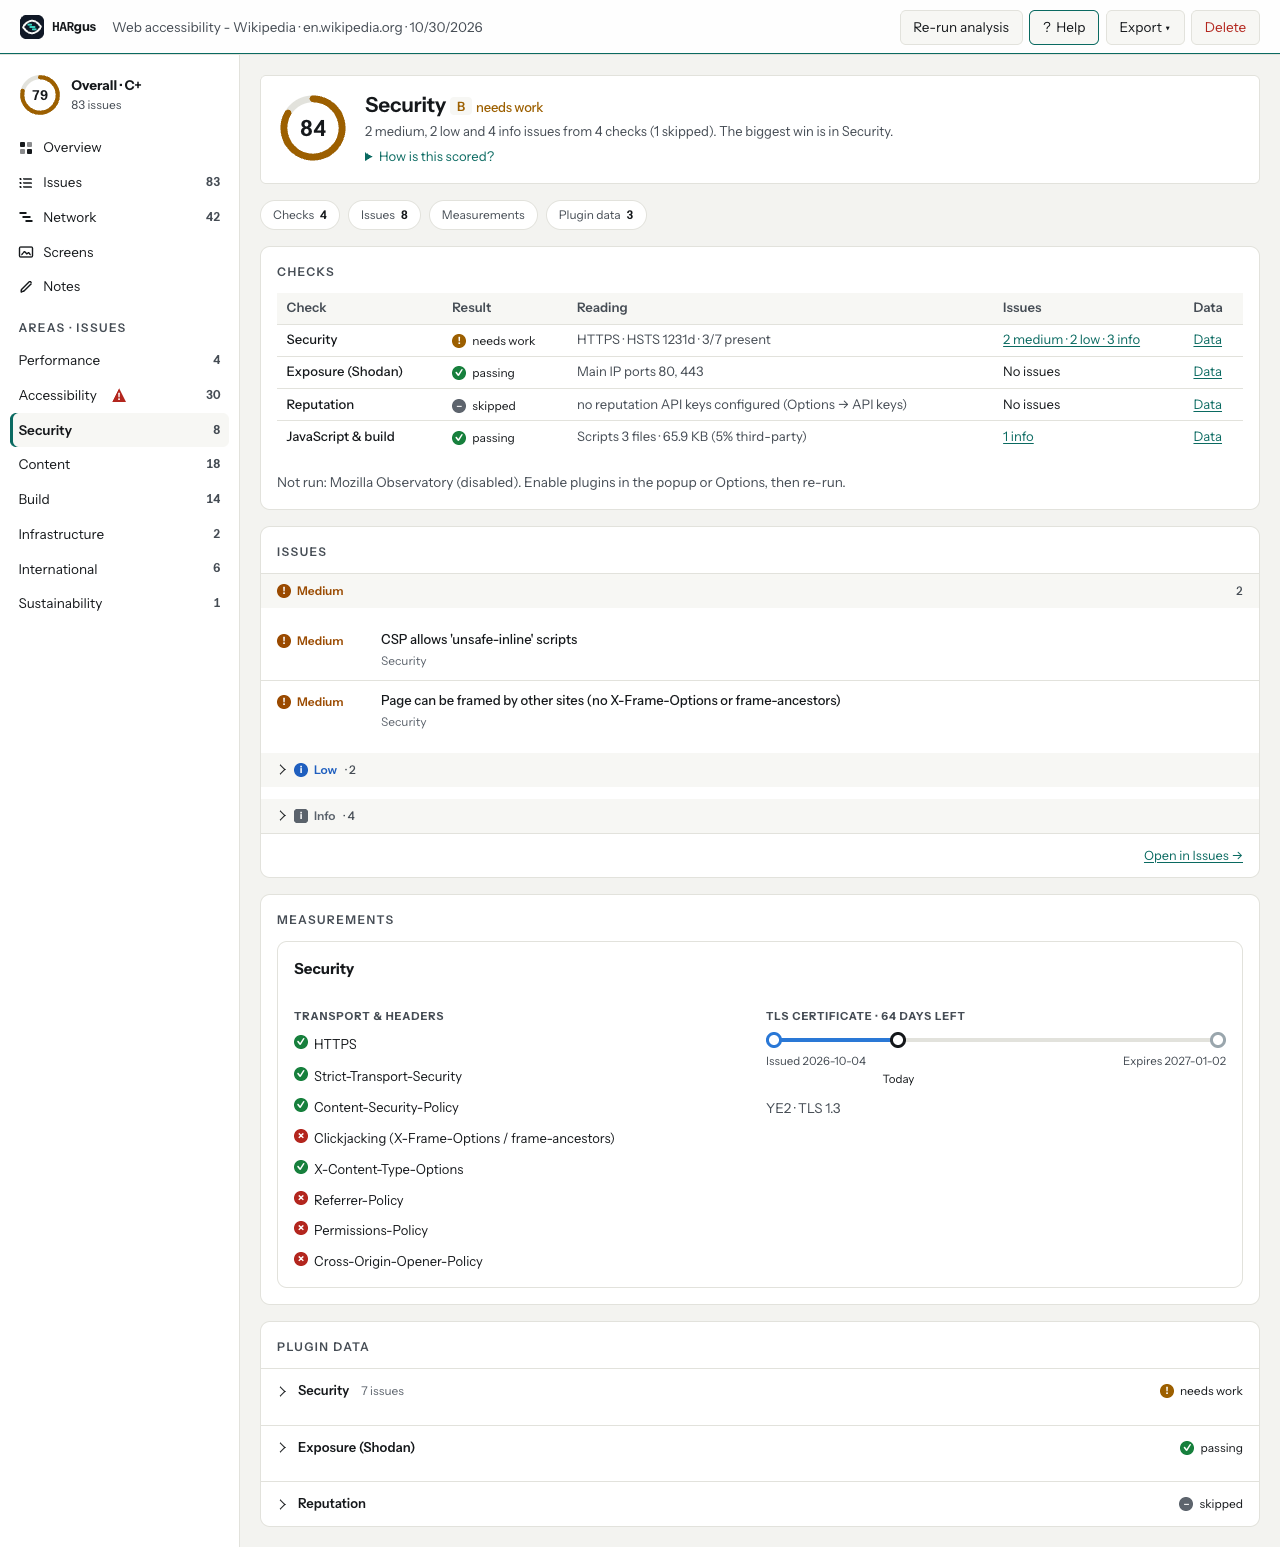 HARgus
Web accessibility - Wikipedia · en.wikipedia.org · 10/30/2026
Re-run analysis
? Help
Export ▾
Delete
79
Overall · C+
83 issues
Overview
Issues 83
Network 42
Screens
Notes
AREAS · ISSUES
Performance 4
Accessibility 30
Security 8
Content 18
Build 14
Infrastructure 2
International 6
Sustainability 1
84
Security B needs work
2 medium, 2 low and 4 info issues from 4 checks (1 skipped). The biggest win is in Security.
▶ How is this scored?
Checks 4
Issues 8
Measurements
Plugin data 3
CHECKS
Check Result Reading Issues Data
Security needs work HTTPS · HSTS 1231d · 3/7 present 2 medium · 2 low · 3 info Data
Exposure (Shodan) passing Main IP ports 80, 443 No issues Data
Reputation skipped no reputation API keys configured (Options → API keys) No issues Data
JavaScript & build passing Scripts 3 files · 65.9 KB (5% third-party) 1 info Data
Not run: Mozilla Observatory (disabled). Enable plugins in the popup or Options, then re-run.
ISSUES
Medium 2
Medium CSP allows 'unsafe-inline' scripts
Security
Medium Page can be framed by other sites (no X-Frame-Options or frame-ancestors)
Security
Low · 2
Info · 4
Open in Issues →
MEASUREMENTS
Security
TRANSPORT & HEADERS
HTTPS
Strict-Transport-Security
Content-Security-Policy
Clickjacking (X-Frame-Options / frame-ancestors)
X-Content-Type-Options
Referrer-Policy
Permissions-Policy
Cross-Origin-Opener-Policy
TLS CERTIFICATE · 64 DAYS LEFT
Issued 2026-10-04 Expires 2027-01-02
Today
YE2 · TLS 1.3
PLUGIN DATA
Security 7 issues needs work
Exposure (Shodan) passing
Reputation skipped